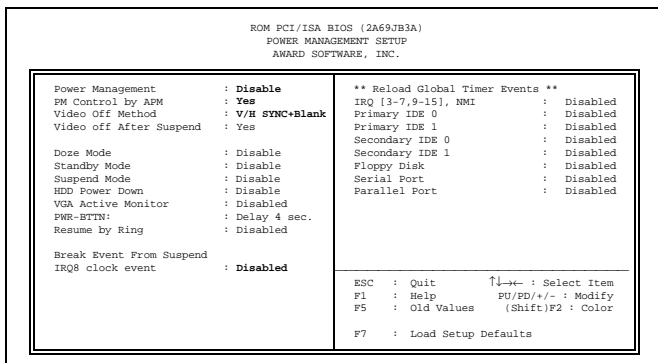 ROM PCI/ISA BIOS (2A69JB3A)
POWER MANAGEMENT SETUP
AWARD SOFTWARE, INC.
Power Management : Disable
PM Control by APM : Yes
Video Off Method : V/H SYNC+Blank
Video off After Suspend : Yes
Doze Mode : Disable
Standby Mode : Disable
Suspend Mode : Disable
HDD Power Down : Disable
VGA Active Monitor : Disabled
PWR-BTTN: : Delay 4 sec.
Resume by Ring : Disabled
Break Event From Suspend
IRQ8 clock event : Disabled
** Reload Global Timer Events **
IRQ [3-7,9-15], NMI : Disabled
Primary IDE 0 : Disabled
Primary IDE 1 : Disabled
Secondary IDE 0 : Disabled
Secondary IDE 1 : Disabled
Floppy Disk : Disabled
Serial Port : Disabled
Parallel Port : Disabled
ESC : Quit ↑↓→← : Select Item
F1 : Help PU/PD/+/- : Modify
F5 : Old Values (Shift)F2 : Color
F7 : Load Setup Defaults